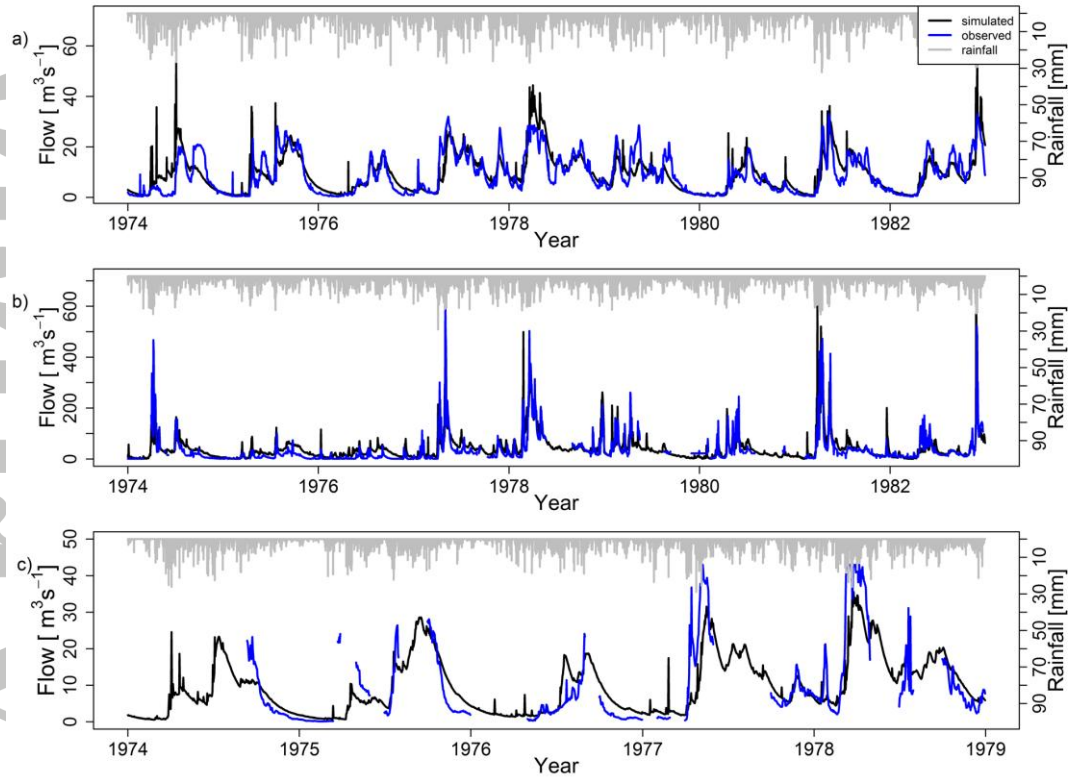 a)
Flow [ m³s⁻¹]
0 20 40 60
1974 1976 1978 1980 1982
Year
10 30 50 70 90
Rainfall [mm]
simulated
observed
rainfall
b)
Flow [ m³s⁻¹]
0 200 400 600
1974 1976 1978 1980 1982
Year
10 30 50 70 90
Rainfall [mm]
c)
Flow [ m³s⁻¹]
0 10 20 30 40 50
1974 1975 1976 1977 1978 1979
Year
10 30 50 70 90
Rainfall [mm]